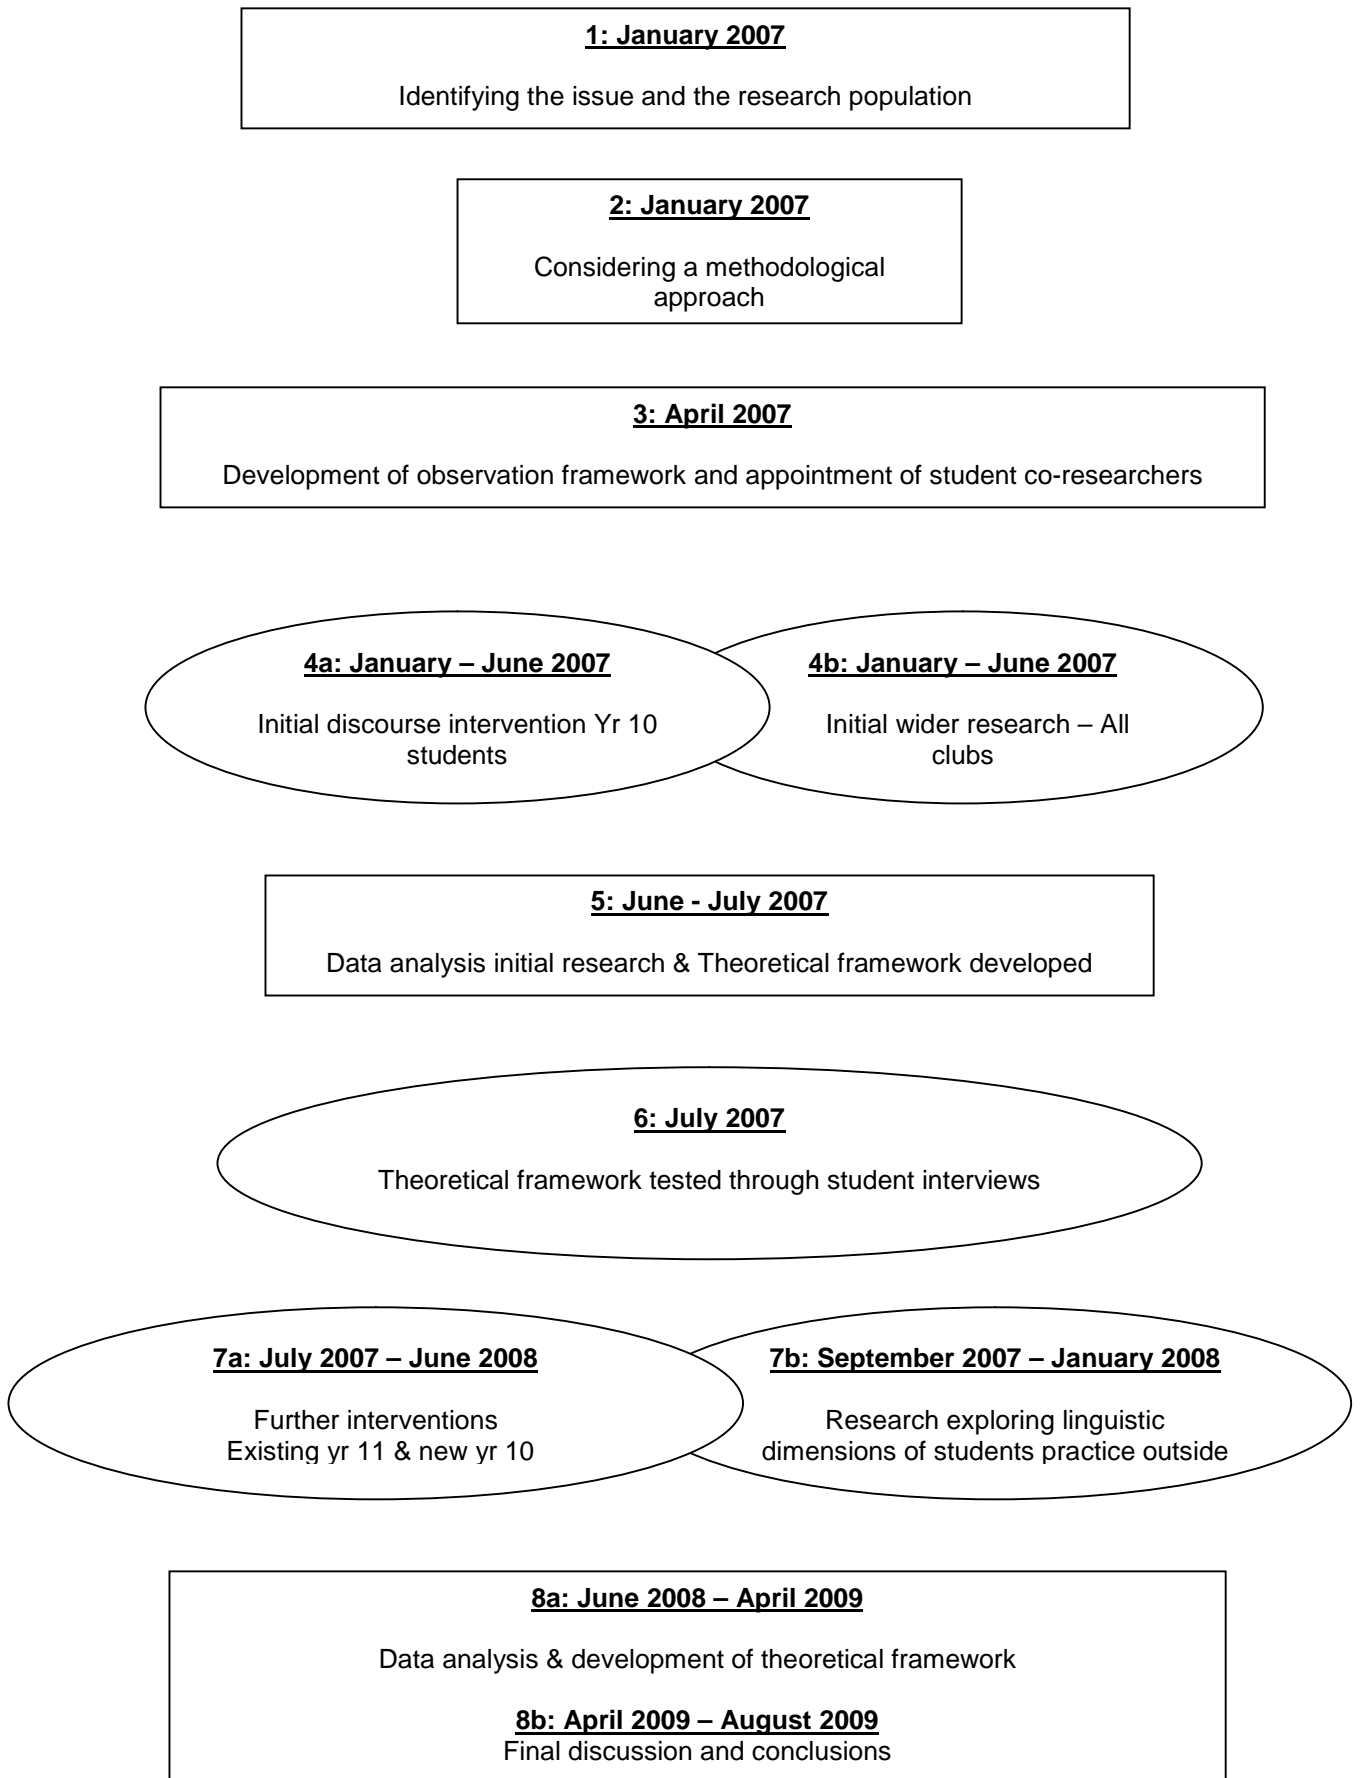 1: January 2007
Identifying the issue and the research population
2: January 2007
Considering a methodological
approach
3: April 2007
Development of observation framework and appointment of student co-researchers
4a: January – June 2007
Initial discourse intervention Yr 10
students
4b: January – June 2007
Initial wider research – All
clubs
5: June - July 2007
Data analysis initial research & Theoretical framework developed
6: July 2007
Theoretical framework tested through student interviews
7a: July 2007 – June 2008
Further interventions
Existing yr 11 & new yr 10
7b: September 2007 – January 2008
Research exploring linguistic
dimensions of students practice outside
8a: June 2008 – April 2009
Data analysis & development of theoretical framework
8b: April 2009 – August 2009
Final discussion and conclusions